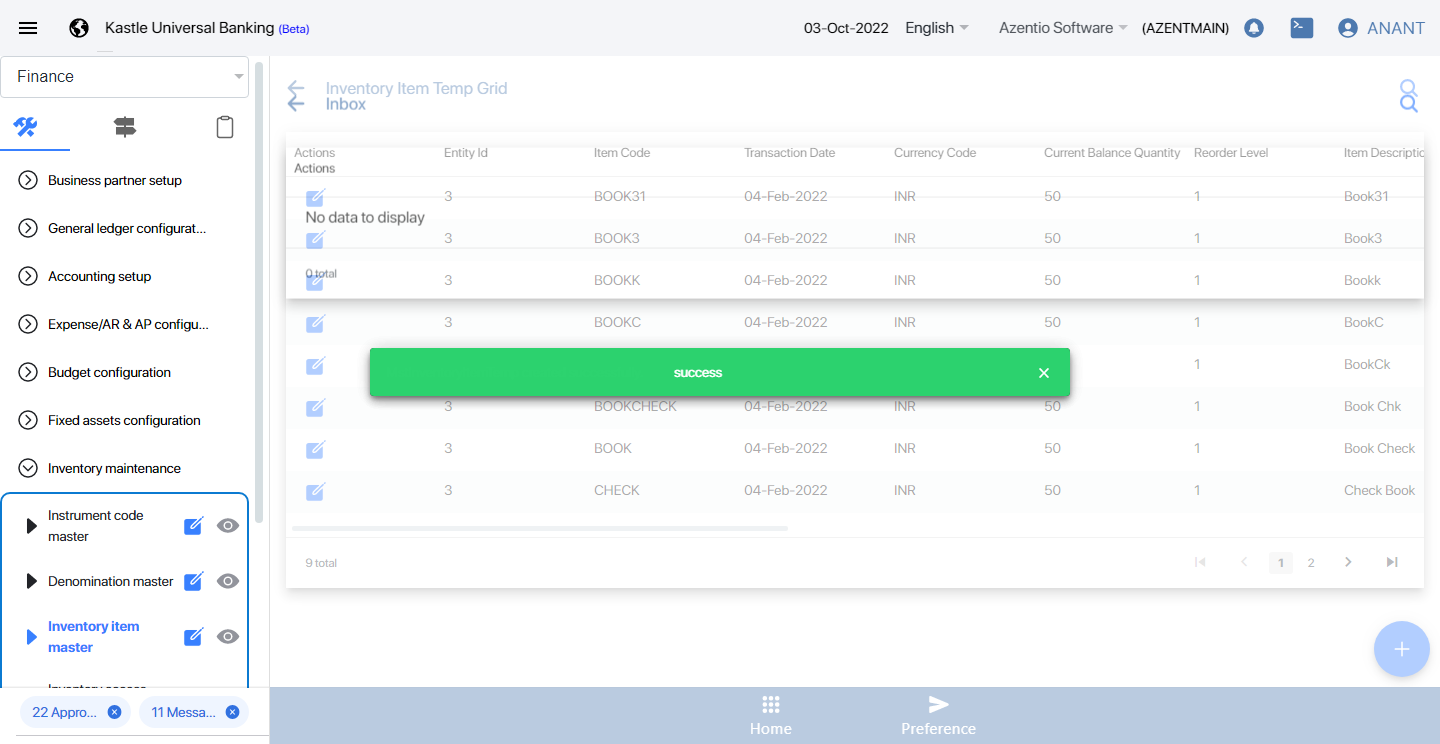 Kastle Universal Banking (Beta)
03-Oct-2022 English Azentio Software (AZENTMAIN) ANANT
Finance
Business partner setup
General ledger configurat...
Accounting setup
Expense/AR & AP configu...
Budget configuration
Fixed assets configuration
Inventory maintenance
Instrument code
master
Denomination master
Inventory item
master
22 Appro...
11 Messa...
Inventory Item Temp Grid
Inbox
Actions Entity Id Item Code Transaction Date Currency Code Current Balance Quantity Reorder Level Item Descriptio
Actions
3 BOOK31 04-Feb-2022 INR 50 1 Book31
No data to display
3 BOOK3 04-Feb-2022 INR 50 1 Book3
0 total
3 BOOKK 04-Feb-2022 INR 50 1 Bookk
3 BOOKC 04-Feb-2022 INR 50 1 BookC
1 BookCk
success
3 BOOKCHECK 04-Feb-2022 INR 50 1 Book Chk
3 BOOK 04-Feb-2022 INR 50 1 Book Check
3 CHECK 04-Feb-2022 INR 50 1 Check Book
9 total 1 2
Home Preference